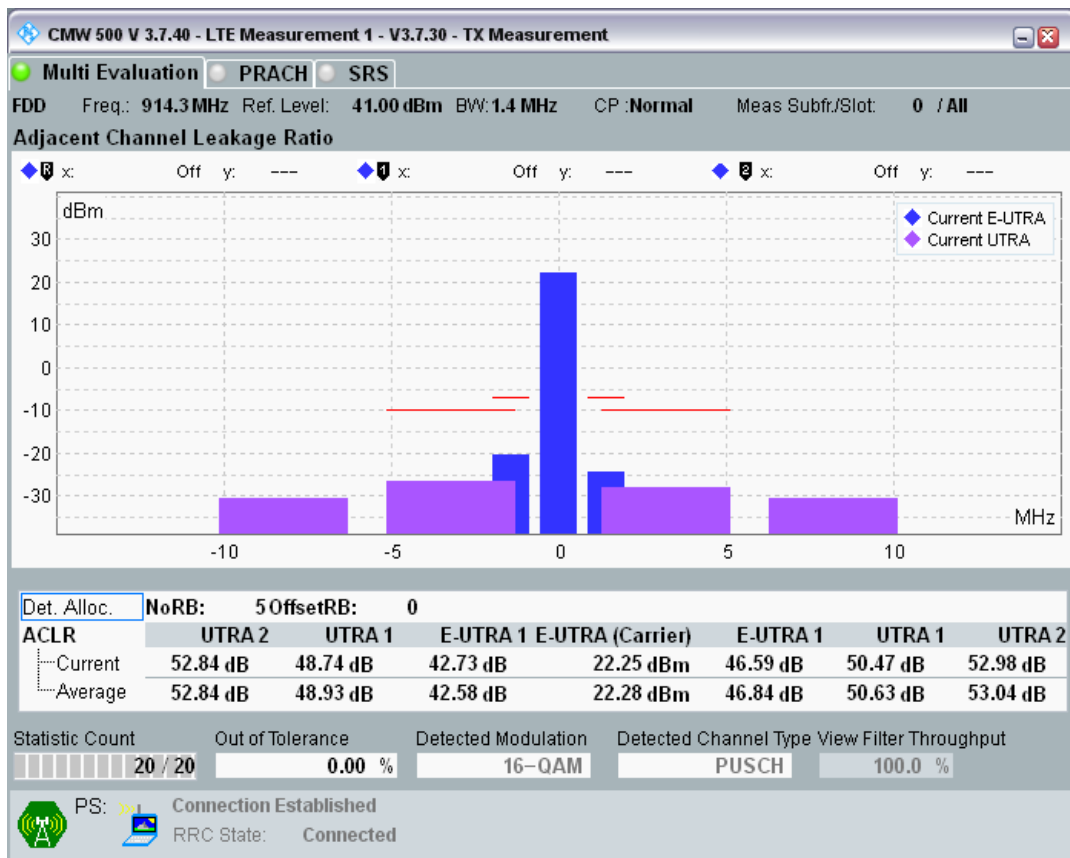 CMW 500 V 3.7.40 - LTE Measurement 1 - V3.7.30 - TX Measurement
Multi Evaluation PRACH SRS
FDD Freq.: 914.3 MHz Ref. Level: 41.00 dBm BW: 1.4 MHz CP :Normal Meas Subfr./Slot: 0 / All
Adjacent Channel Leakage Ratio
R x: Off y: --- 1 x: Off y: --- 2 x: Off y: ---
dBm
Current E-UTRA
Current UTRA
30
20
10
0
-10
-20
-30
MHz
-10 -5 0 5 10
Det. Alloc. NoRB: 5 OffsetRB: 0
ACLR UTRA 2 UTRA 1 E-UTRA 1 E-UTRA (Carrier) E-UTRA 1 UTRA 1 UTRA 2
Current 52.84 dB 48.74 dB 42.73 dB 22.25 dBm 46.59 dB 50.47 dB 52.98 dB
Average 52.84 dB 48.93 dB 42.58 dB 22.28 dBm 46.84 dB 50.63 dB 53.04 dB
Statistic Count Out of Tolerance Detected Modulation Detected Channel Type View Filter Throughput
20 / 20 0.00 % 16-QAM PUSCH 100.0 %
PS: Connection Established
RRC State: Connected